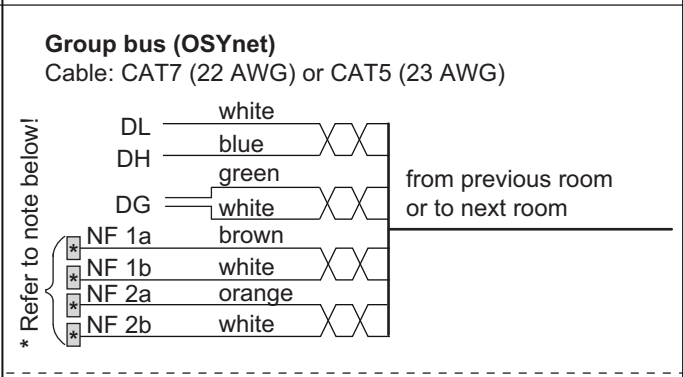 Group bus (OSYnet)
Cable: CAT7 (22 AWG) or CAT5 (23 AWG)
* Refer to note below!
DL white
DH blue
green
DG white
* NF 1a brown
* NF 1b white
* NF 2a orange
* NF 2b white
from previous room
or to next room